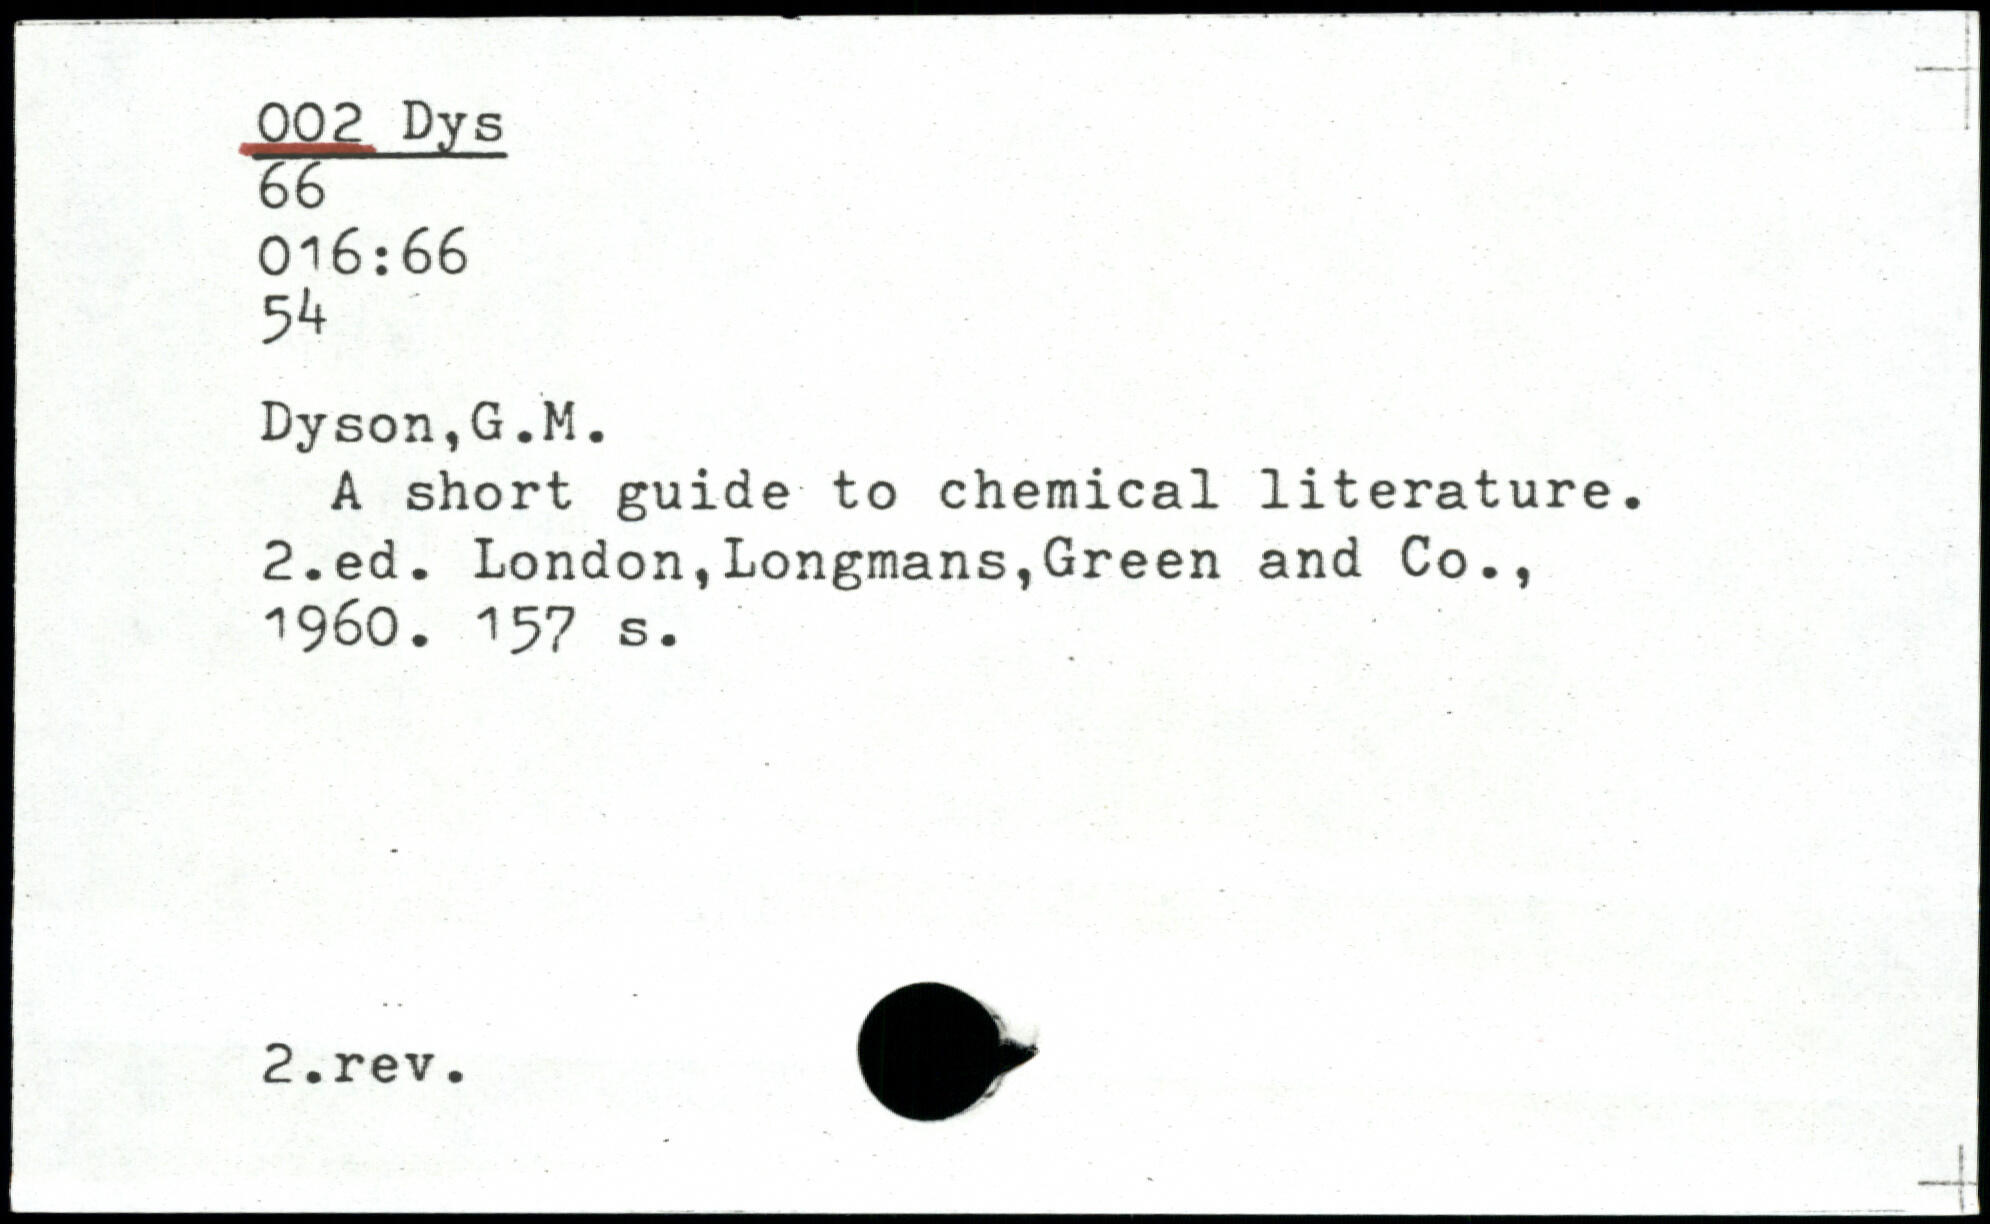 002 Dys
66
016:66
54
Dyson,G.M.
A short guide to chemical literature.
2.ed. London,Longmans,Green and Co.,
1960. 157 s.
2.rev.